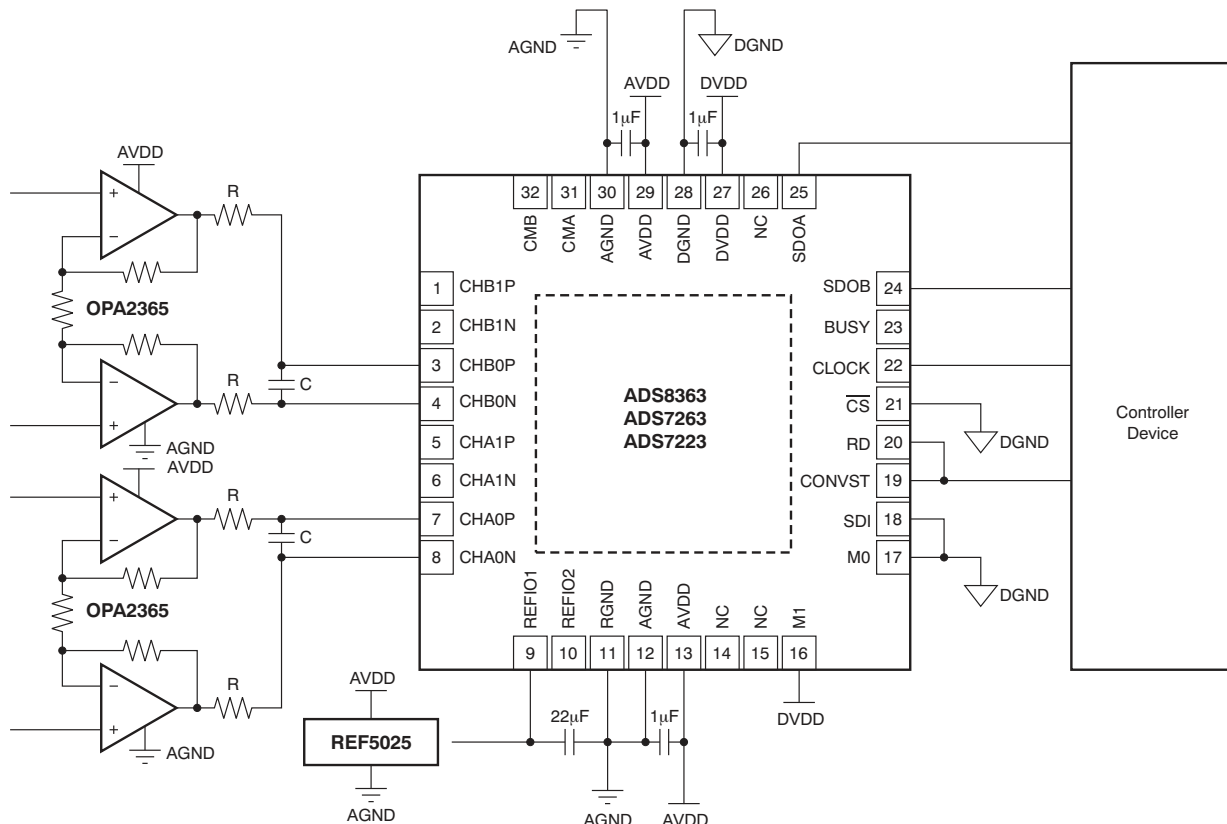 AGND
DGND
AVDD
DVDD
1μF
1μF
AVDD
R
OPA2365
R
C
AGND
AVDD
R
C
OPA2365
R
AGND
32 31 30 29 28 27 26 25
CMB
CMA
AGND
AVDD
DGND
DVDD
NC
SDOA
1 CHB1P
2 CHB1N
3 CHB0P
4 CHB0N
5 CHA1P
6 CHA1N
7 CHA0P
8 CHA0N
ADS8363
ADS7263
ADS7223
SDOB 24
BUSY 23
CLOCK 22
CS 21
RD 20
CONVST 19
SDI 18
M0 17
DGND
DGND
Controller
Device
REFIO1
REFIO2
RGND
AGND
AVDD
NC
NC
M1
9 10 11 12 13 14 15 16
AVDD
REF5025
AGND
22μF
1μF
DVDD
AGND
AVDD